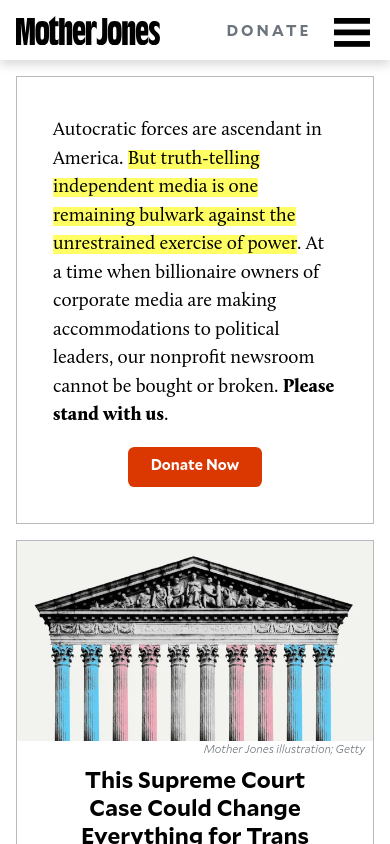 Mother Jones
DONATE
Autocratic forces are ascendant in
America. But truth-telling
independent media is one
remaining bulwark against the
unrestrained exercise of power. At
a time when billionaire owners of
corporate media are making
accommodations to political
leaders, our nonprofit newsroom
cannot be bought or broken. Please
stand with us.
Donate Now
Mother Jones illustration; Getty
This Supreme Court
Case Could Change
Everything for Trans